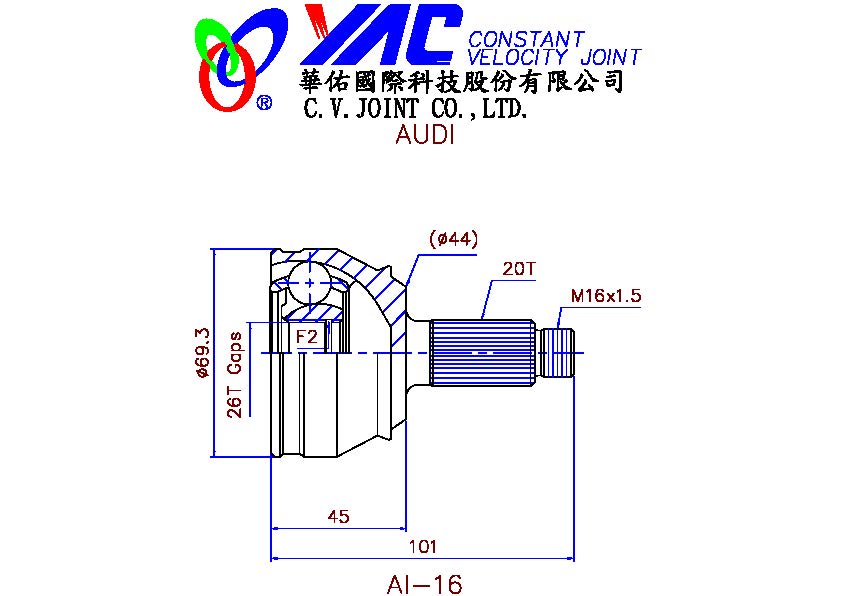 YAC CONSTANT
VELOCITY JOINT
®
華佑國際科技股份有限公司
C.V.JOINT CO.,LTD.
AUDI
(ø44)
20T
M16x1.5
ø69.3
26T Gaps
F2
45
101
AI-16